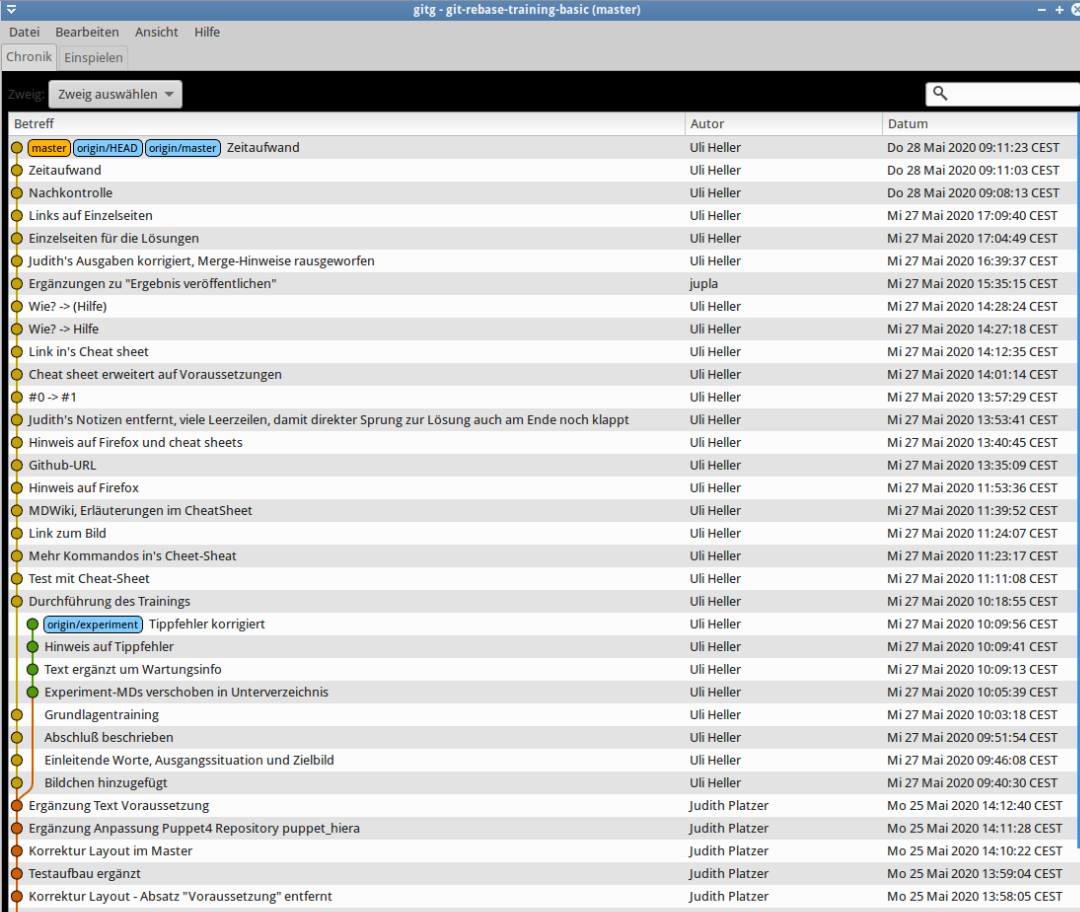 gitg - git-rebase-training-basic (master)
Datei Bearbeiten Ansicht Hilfe
Chronik Einspielen
Zweig: Zweig auswählen
Betreff Autor Datum
master origin/HEAD origin/master Zeitaufwand Uli Heller Do 28 Mai 2020 09:11:23 CEST
Zeitaufwand Uli Heller Do 28 Mai 2020 09:11:03 CEST
Nachkontrolle Uli Heller Do 28 Mai 2020 09:08:13 CEST
Links auf Einzelseiten Uli Heller Mi 27 Mai 2020 17:09:40 CEST
Einzelseiten für die Lösungen Uli Heller Mi 27 Mai 2020 17:04:49 CEST
Judith's Ausgaben korrigiert, Merge-Hinweise rausgeworfen Uli Heller Mi 27 Mai 2020 16:39:37 CEST
Ergänzungen zu "Ergebnis veröffentlichen" jupla Mi 27 Mai 2020 15:35:15 CEST
Wie? -> (Hilfe) Uli Heller Mi 27 Mai 2020 14:28:24 CEST
Wie? -> Hilfe Uli Heller Mi 27 Mai 2020 14:27:18 CEST
Link in's Cheat sheet Uli Heller Mi 27 Mai 2020 14:12:35 CEST
Cheat sheet erweitert auf Voraussetzungen Uli Heller Mi 27 Mai 2020 14:01:14 CEST
#0 -> #1 Uli Heller Mi 27 Mai 2020 13:57:29 CEST
Judith's Notizen entfernt, viele Leerzeilen, damit direkter Sprung zur Lösung auch am Ende noch klappt Uli Heller Mi 27 Mai 2020 13:53:41 CEST
Hinweis auf Firefox und cheat sheets Uli Heller Mi 27 Mai 2020 13:40:45 CEST
Github-URL Uli Heller Mi 27 Mai 2020 13:35:09 CEST
Hinweis auf Firefox Uli Heller Mi 27 Mai 2020 11:53:36 CEST
MDWiki, Erläuterungen im CheatSheet Uli Heller Mi 27 Mai 2020 11:39:52 CEST
Link zum Bild Uli Heller Mi 27 Mai 2020 11:24:07 CEST
Mehr Kommandos in's Cheet-Sheat Uli Heller Mi 27 Mai 2020 11:23:17 CEST
Test mit Cheat-Sheet Uli Heller Mi 27 Mai 2020 11:11:08 CEST
Durchführung des Trainings Uli Heller Mi 27 Mai 2020 10:18:55 CEST
origin/experiment Tippfehler korrigiert Uli Heller Mi 27 Mai 2020 10:09:56 CEST
Hinweis auf Tippfehler Uli Heller Mi 27 Mai 2020 10:09:41 CEST
Text ergänzt um Wartungsinfo Uli Heller Mi 27 Mai 2020 10:09:13 CEST
Experiment-MDs verschoben in Unterverzeichnis Uli Heller Mi 27 Mai 2020 10:05:39 CEST
Grundlagentraining Uli Heller Mi 27 Mai 2020 10:03:18 CEST
Abschluß beschrieben Uli Heller Mi 27 Mai 2020 09:51:54 CEST
Einleitende Worte, Ausgangssituation und Zielbild Uli Heller Mi 27 Mai 2020 09:46:08 CEST
Bildchen hinzugefügt Uli Heller Mi 27 Mai 2020 09:40:30 CEST
Ergänzung Text Voraussetzung Judith Platzer Mo 25 Mai 2020 14:12:40 CEST
Ergänzung Anpassung Puppet4 Repository puppet_hiera Judith Platzer Mo 25 Mai 2020 14:11:28 CEST
Korrektur Layout im Master Judith Platzer Mo 25 Mai 2020 14:10:22 CEST
Testaufbau ergänzt Judith Platzer Mo 25 Mai 2020 13:59:04 CEST
Korrektur Layout - Absatz "Voraussetzung" entfernt Judith Platzer Mo 25 Mai 2020 13:58:05 CEST